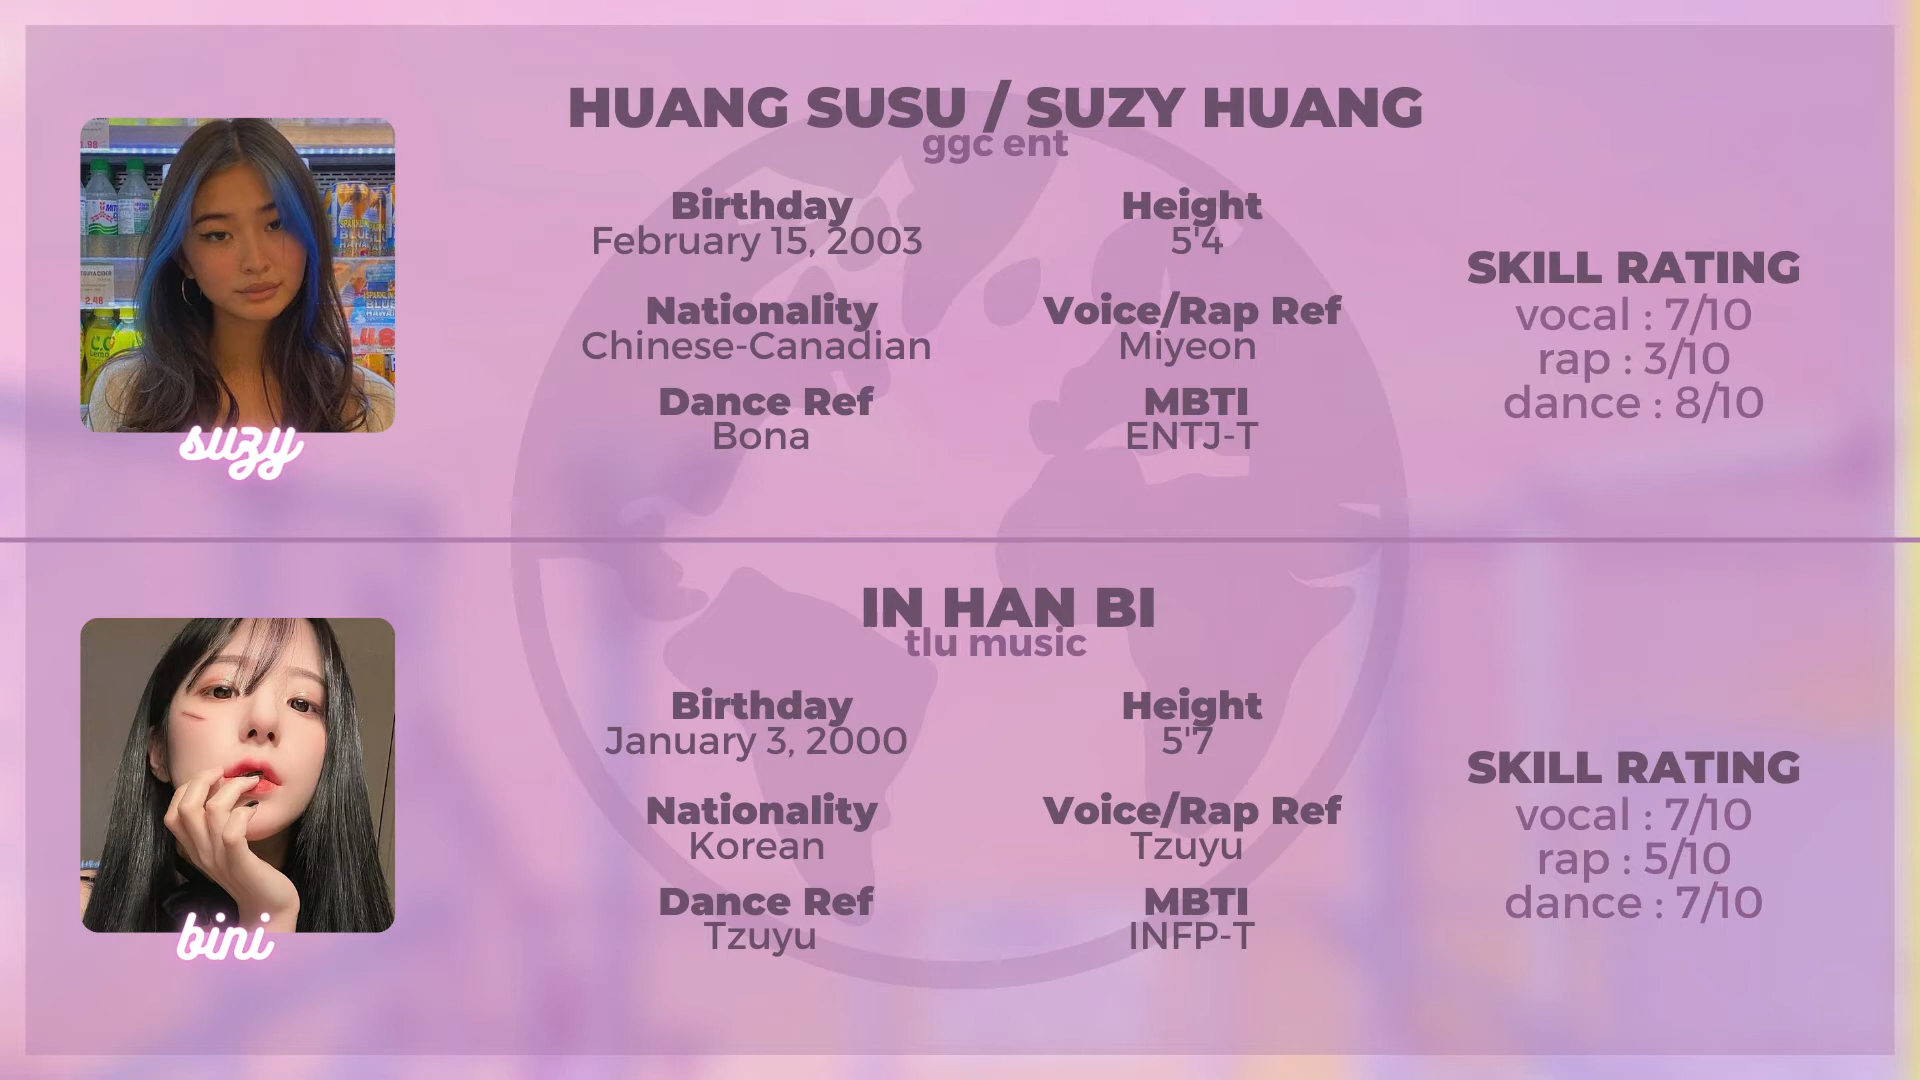 HUANG SUSU / SUZY HUANG
ggc ent
Birthday
February 15, 2003
Height
5'4
Nationality
Chinese-Canadian
Voice/Rap Ref
Miyeon
Dance Ref
Bona
MBTI
ENTJ-T
SKILL RATING
vocal : 7/10
rap : 3/10
dance : 8/10
suzy
IN HAN BI
tlu music
Birthday
January 3, 2000
Height
5'7
Nationality
Korean
Voice/Rap Ref
Tzuyu
Dance Ref
Tzuyu
MBTI
INFP-T
SKILL RATING
vocal : 7/10
rap : 5/10
dance : 7/10
bini